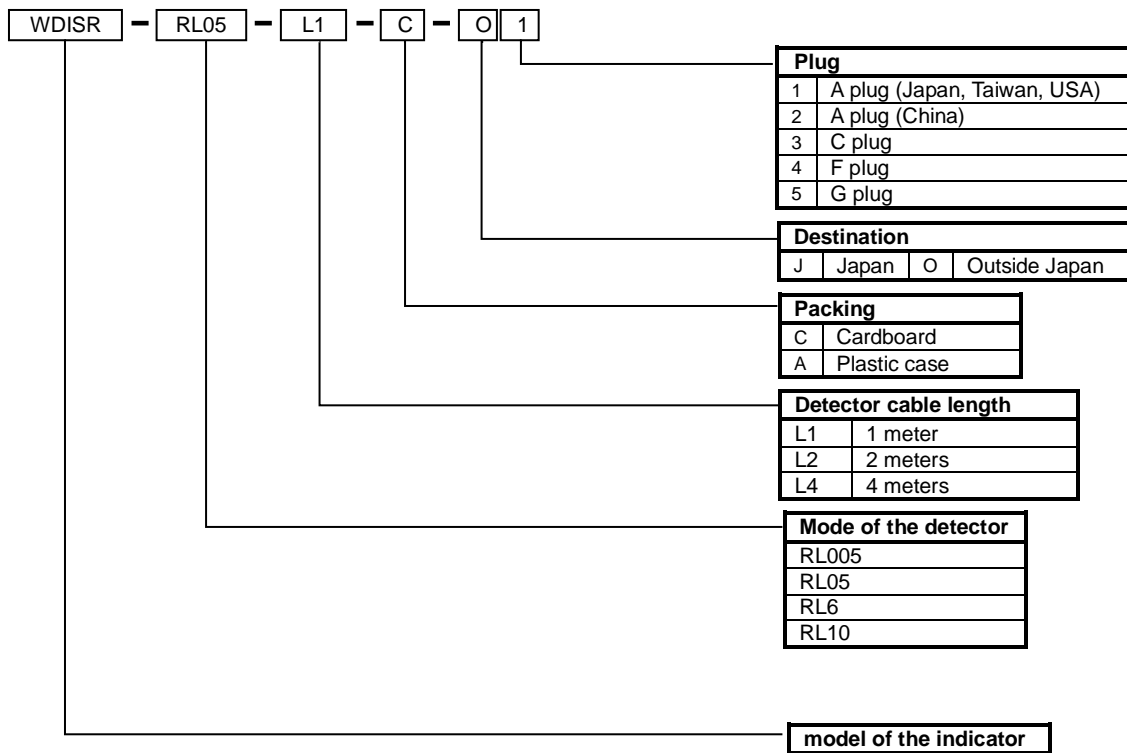 WDISR - RL05 - L1 - C - O 1
Plug
1 A plug (Japan, Taiwan, USA)
2 A plug (China)
3 C plug
4 F plug
5 G plug
Destination
J Japan O Outside Japan
Packing
C Cardboard
A Plastic case
Detector cable length
L1 1 meter
L2 2 meters
L4 4 meters
Mode of the detector
RL005
RL05
RL6
RL10
model of the indicator